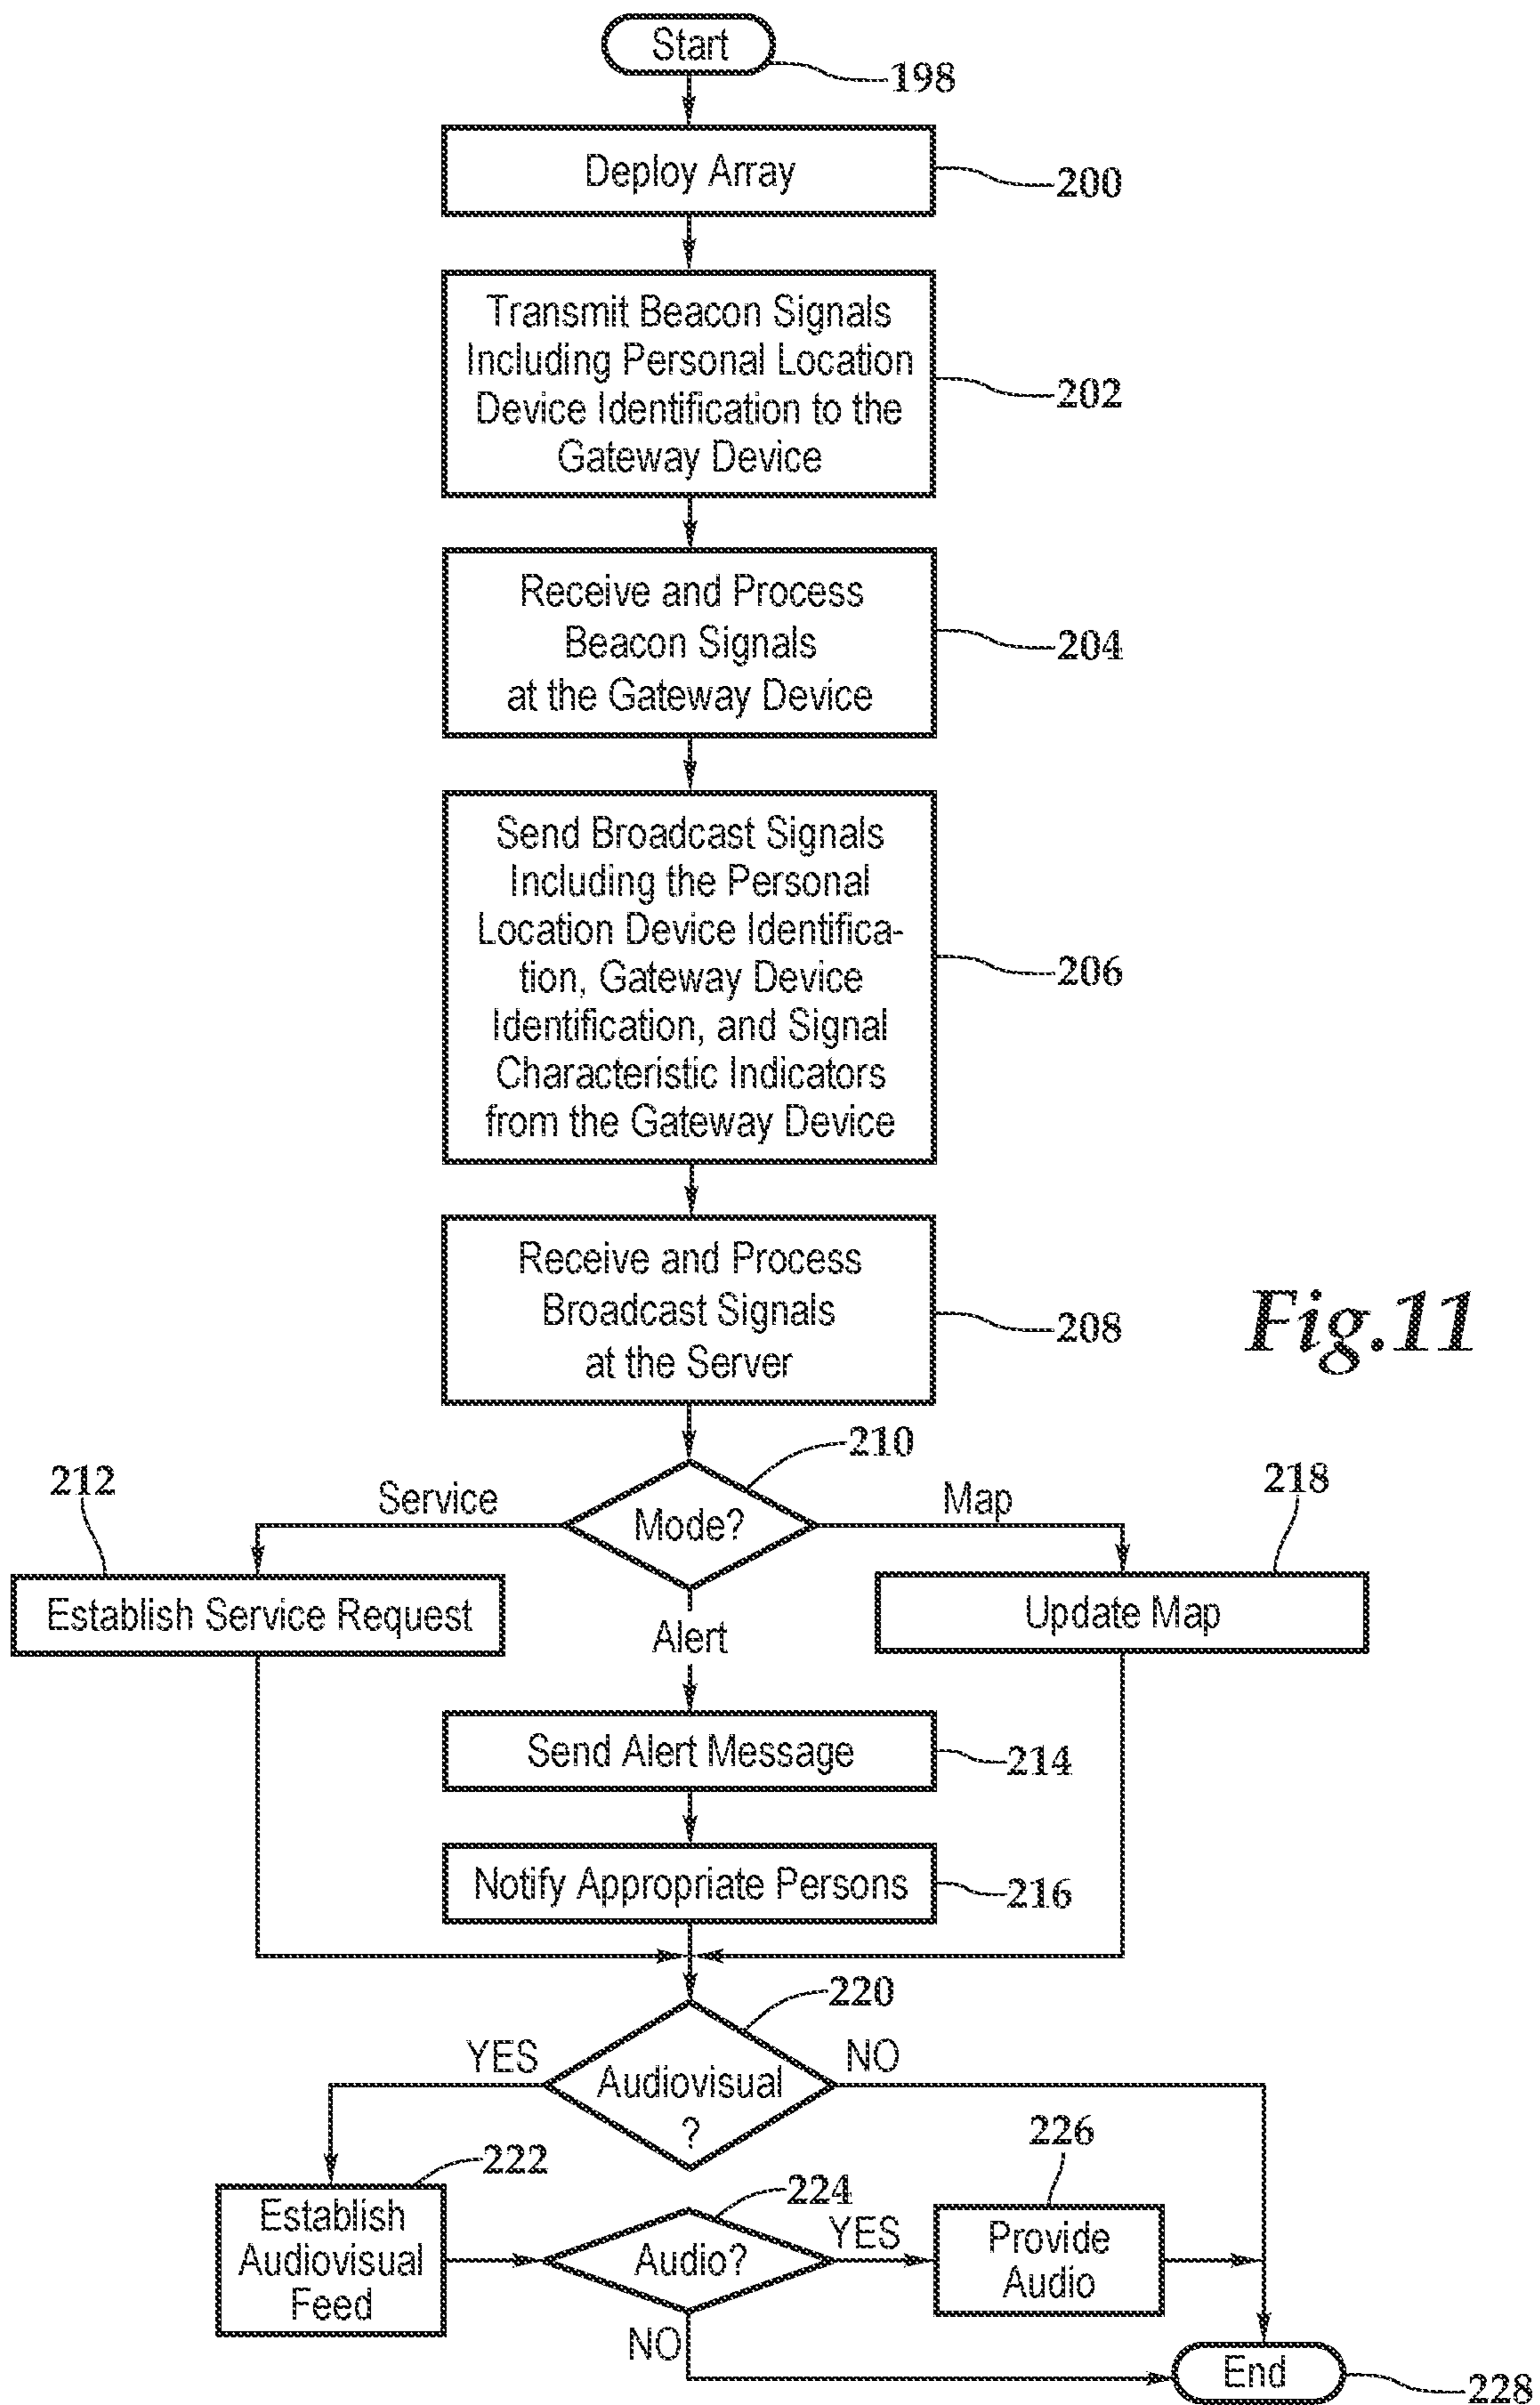 Start
198
Deploy Array
200
Transmit Beacon Signals
Including Personal Location
Device Identification to the
Gateway Device
202
Receive and Process
Beacon Signals
at the Gateway Device
204
Send Broadcast Signals
Including the Personal
Location Device Identifica-
tion, Gateway Device
Identification, and Signal
Characteristic Indicators
from the Gateway Device
206
Receive and Process
Broadcast Signals
at the Server
208
Fig.11
210
Mode?
Service
Map
Alert
212
Establish Service Request
218
Update Map
Send Alert Message
214
Notify Appropriate Persons
216
220
YES
NO
Audiovisual
?
222
Establish
Audiovisual
Feed
224
Audio?
YES
NO
226
Provide
Audio
End
228